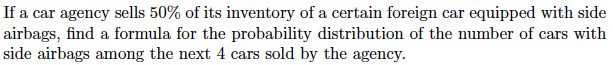 If a car agency sells 50% of its inventory of a certain foreign car equipped with side
airbags, find a formula for the probability distribution of the number of cars with
side airbags among the next 4 cars sold by the agency.